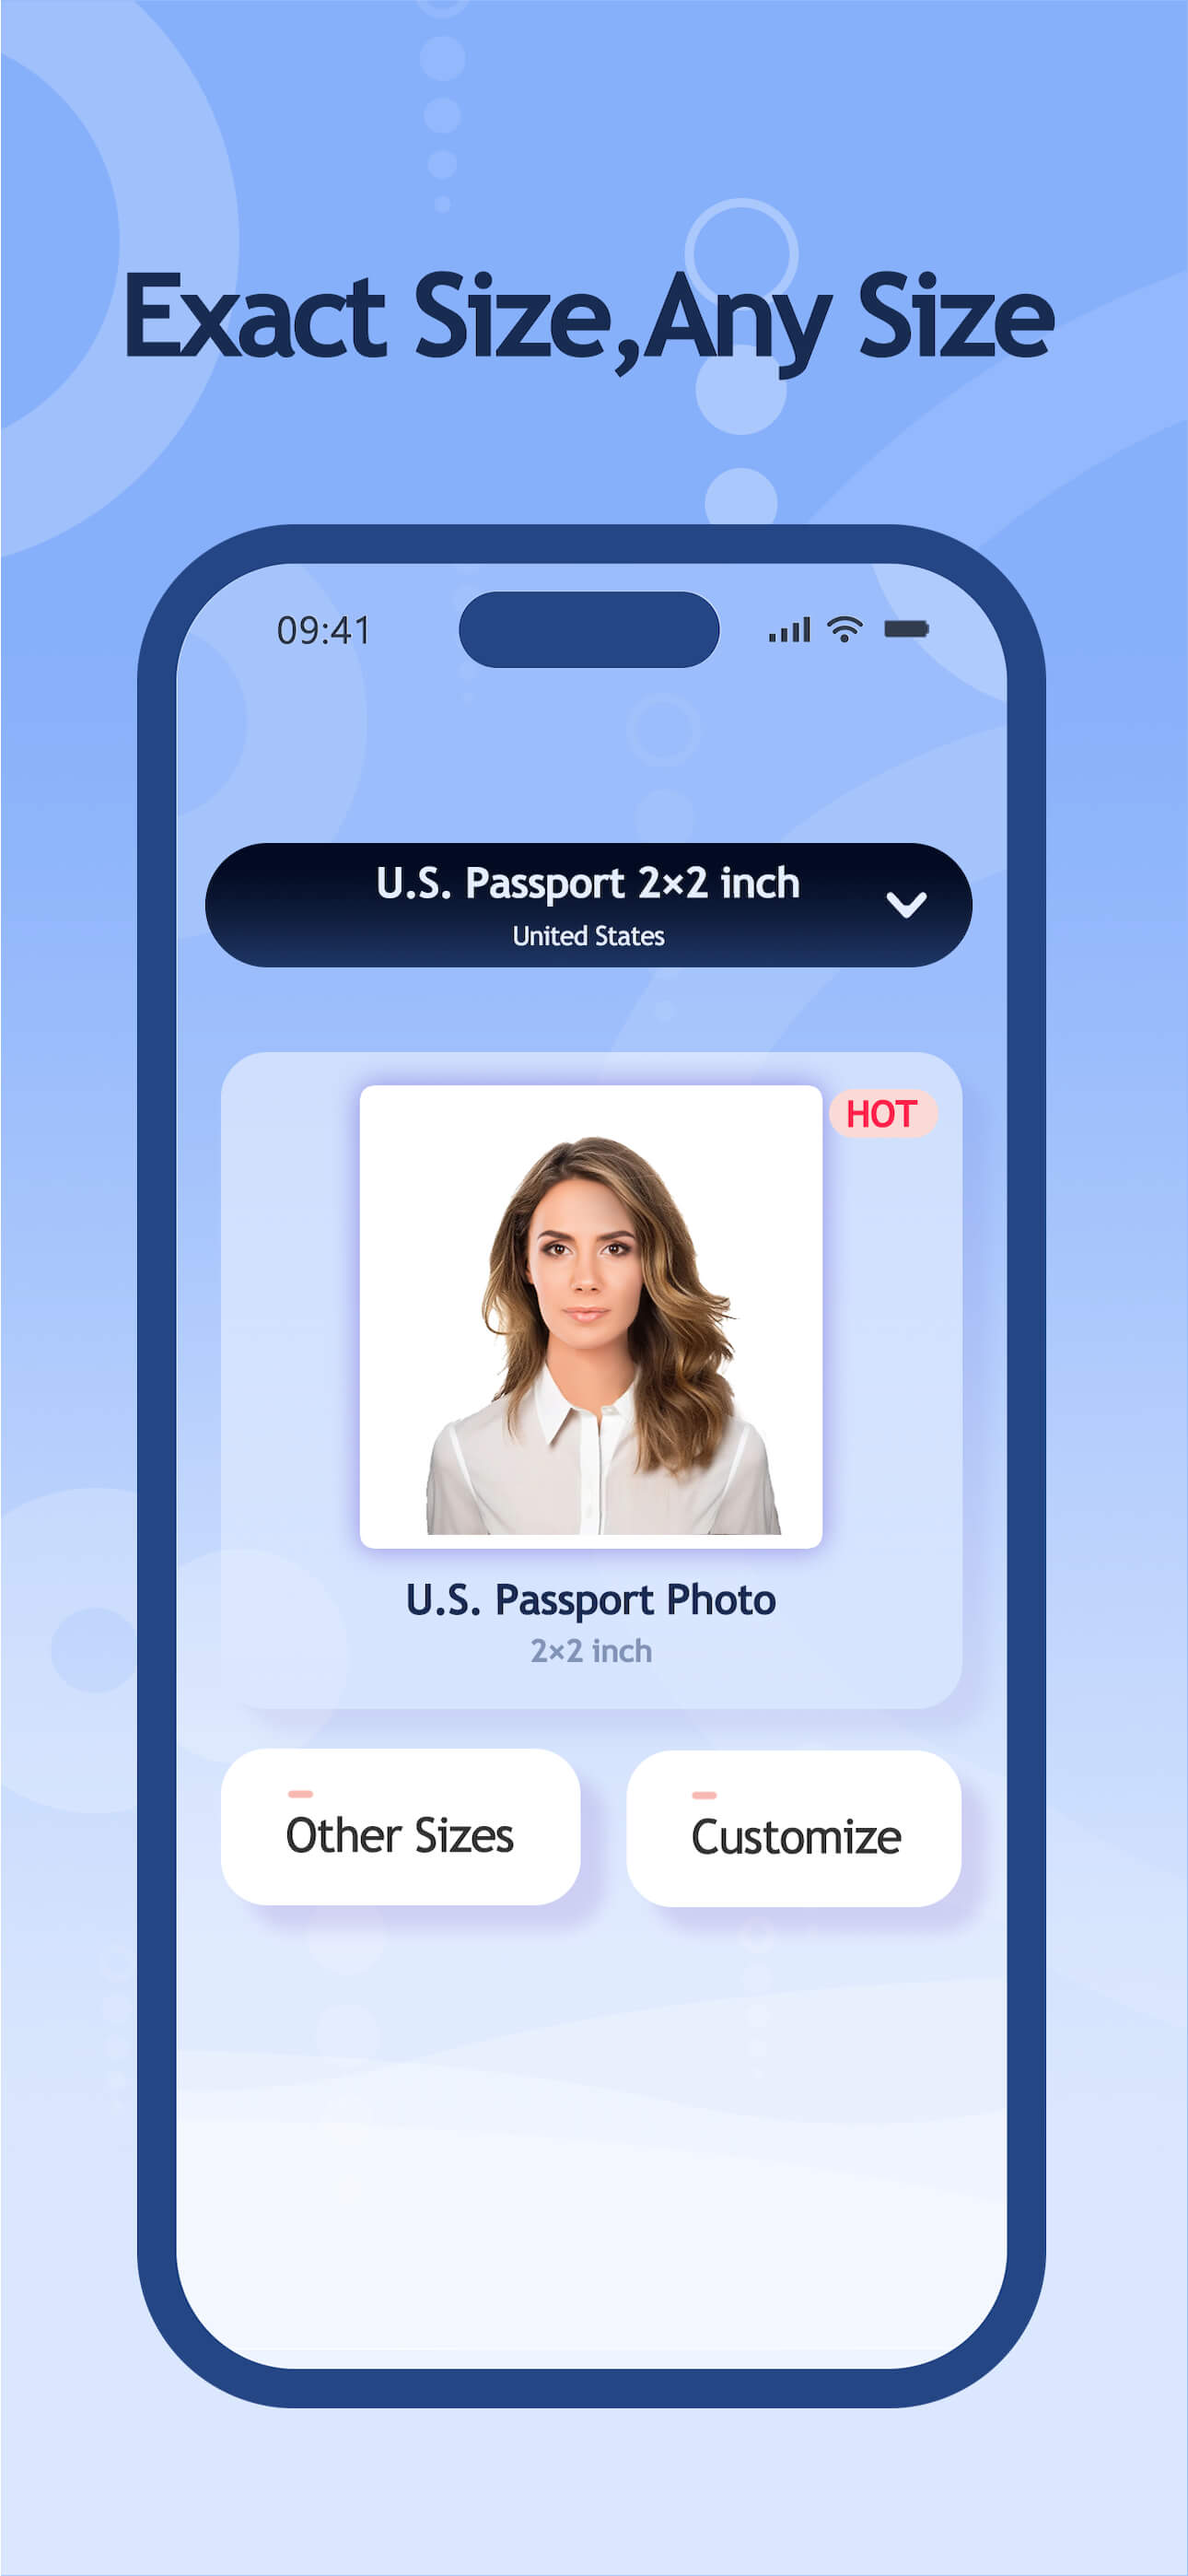 Exact Size,Any Size
09:41
U.S. Passport 2×2 inch
United States
HOT
U.S. Passport Photo
2×2 inch
Other Sizes
Customize